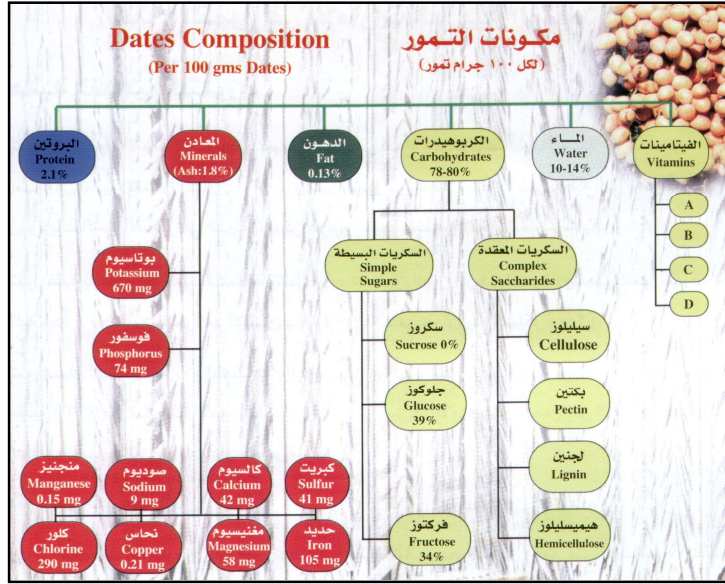 Dates Composition
(Per 100 gms Dates)
مكونات التمور
(لكل ١٠٠ جرام تمور)
البروتين
Protein
2.1%
المعادن
Minerals
(Ash:1.8%)
الدهون
Fat
0.13%
الكربوهيدرات
Carbohydrates
78-80%
المـاء
Water
10-14%
الفيتامينات
Vitamins
A
B
C
D
بوتاسيوم
Potassium
670 mg
فوسفور
Phosphorus
74 mg
منجنيز
Manganese
0.15 mg
صوديوم
Sodium
9 mg
كالسيوم
Calcium
42 mg
كبريت
Sulfur
41 mg
كلور
Chlorine
290 mg
نحاس
Copper
0.21 mg
مغنيسيوم
Magnesium
58 mg
حديد
Iron
105 mg
السكريات البسيطة
Simple
Sugars
سكروز
Sucrose 0%
جلوكوز
Glucose
39%
فركتوز
Fructose
34%
السكريات المعقدة
Complex
Saccharides
سيليلوز
Cellulose
بكتين
Pectin
لجنين
Lignin
هيميسليلوز
Hemicellulose